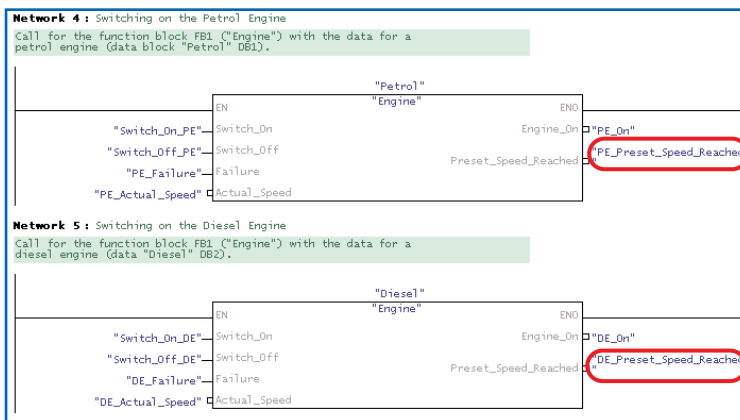 Network 4 : Switching on the Petrol Engine
Call for the function block FB1 ("Engine") with the data for a
petrol engine (data block "Petrol" DB1).
"Petrol"
"Engine"
EN ENO
"Switch_On_PE" Switch_On Engine_On "PE_On"
"Switch_Off_PE" Switch_Off "PE_Preset_Speed_Reached
Preset_Speed_Reached "
"PE_Failure" Failure
"PE_Actual_Speed" Actual_Speed
Network 5 : Switching on the Diesel Engine
Call for the function block FB1 ("Engine") with the data for a
diesel engine (data "Diesel" DB2).
"Diesel"
"Engine"
EN ENO
"Switch_On_DE" Switch_On Engine_On "DE_On"
"Switch_Off_DE" Switch_Off "DE_Preset_Speed_Reached
Preset_Speed_Reached "
"DE_Failure" Failure
"DE_Actual_Speed" Actual_Speed